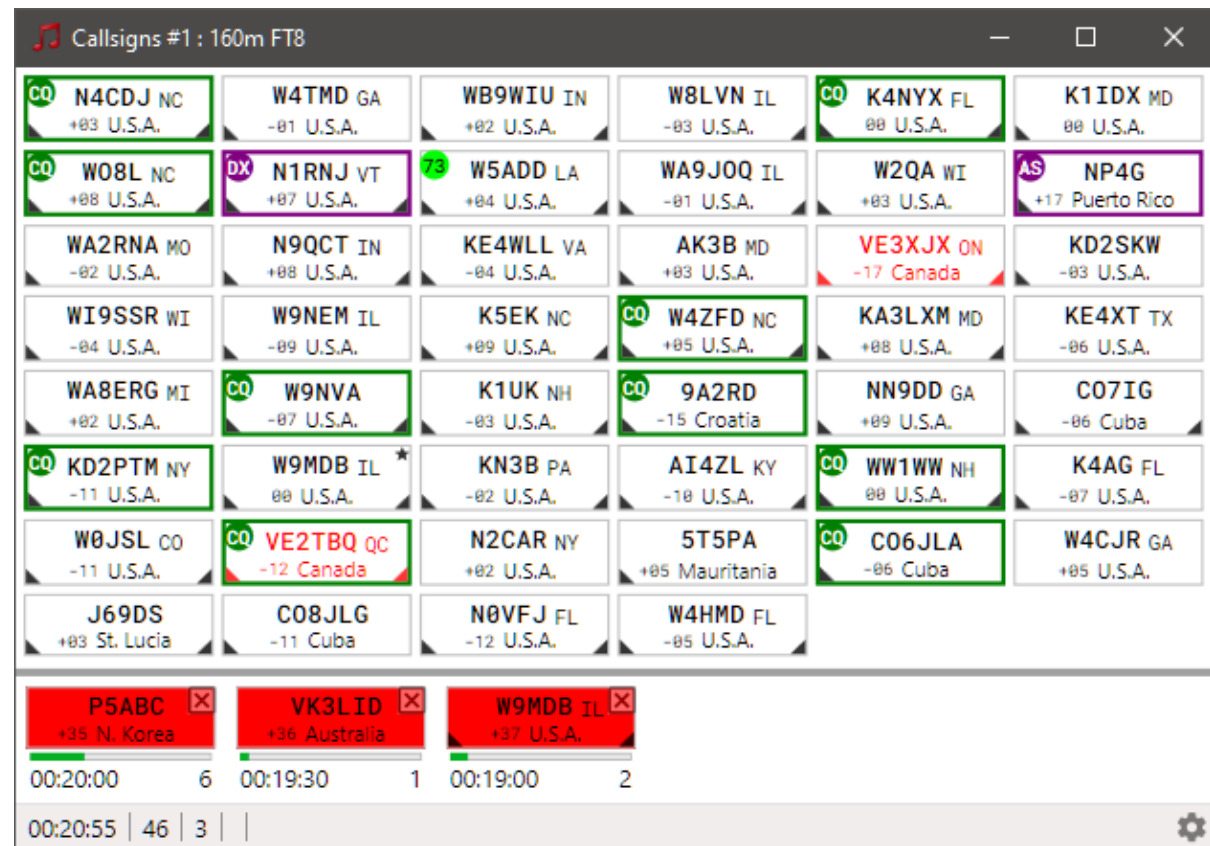 Callsigns #1 : 160m FT8
CQ N4CDJ NC W4TMD GA WB9WIU IN W8LVN IL CQ K4NYX FL K1IDX MD
+03 U.S.A. -01 U.S.A. +02 U.S.A. -03 U.S.A. 00 U.S.A. 00 U.S.A.
CQ WO8L NC DX N1RNJ VT 73 W5ADD LA WA9JOQ IL W2QA WI AS NP4G
+08 U.S.A. +07 U.S.A. +04 U.S.A. -01 U.S.A. +03 U.S.A. +17 Puerto Rico
WA2RNA MO N9QCT IN KE4WLL VA AK3B MD VE3XJX ON KD2SKW
-02 U.S.A. +08 U.S.A. -04 U.S.A. +03 U.S.A. -17 Canada -03 U.S.A.
WI9SSR WI W9NEM IL K5EK NC CQ W4ZFD NC KA3LXM MD KE4XT TX
-04 U.S.A. -09 U.S.A. +09 U.S.A. +05 U.S.A. +08 U.S.A. -06 U.S.A.
WA8ERG MI CQ W9NVA K1UK NH CQ 9A2RD NN9DD GA CO7IG
+02 U.S.A. -07 U.S.A. -03 U.S.A. -15 Croatia +09 U.S.A. -06 Cuba
CQ KD2PTM NY W9MDB IL KN3B PA AI4ZL KY CQ WW1WW NH K4AG FL
-11 U.S.A. 00 U.S.A. -02 U.S.A. -10 U.S.A. 00 U.S.A. -07 U.S.A.
W0JSL CO CQ VE2TBQ QC N2CAR NY 5T5PA CQ CO6JLA W4CJR GA
-11 U.S.A. -12 Canada +02 U.S.A. +05 Mauritania -06 Cuba +05 U.S.A.
J69DS CO8JLG N0VFJ FL W4HMD FL
+03 St. Lucia -11 Cuba -12 U.S.A. -05 U.S.A.
P5ABC VK3LID W9MDB IL
+35 N. Korea +36 Australia +37 U.S.A.
00:20:00 6 00:19:30 1 00:19:00 2
00:20:55 46 3